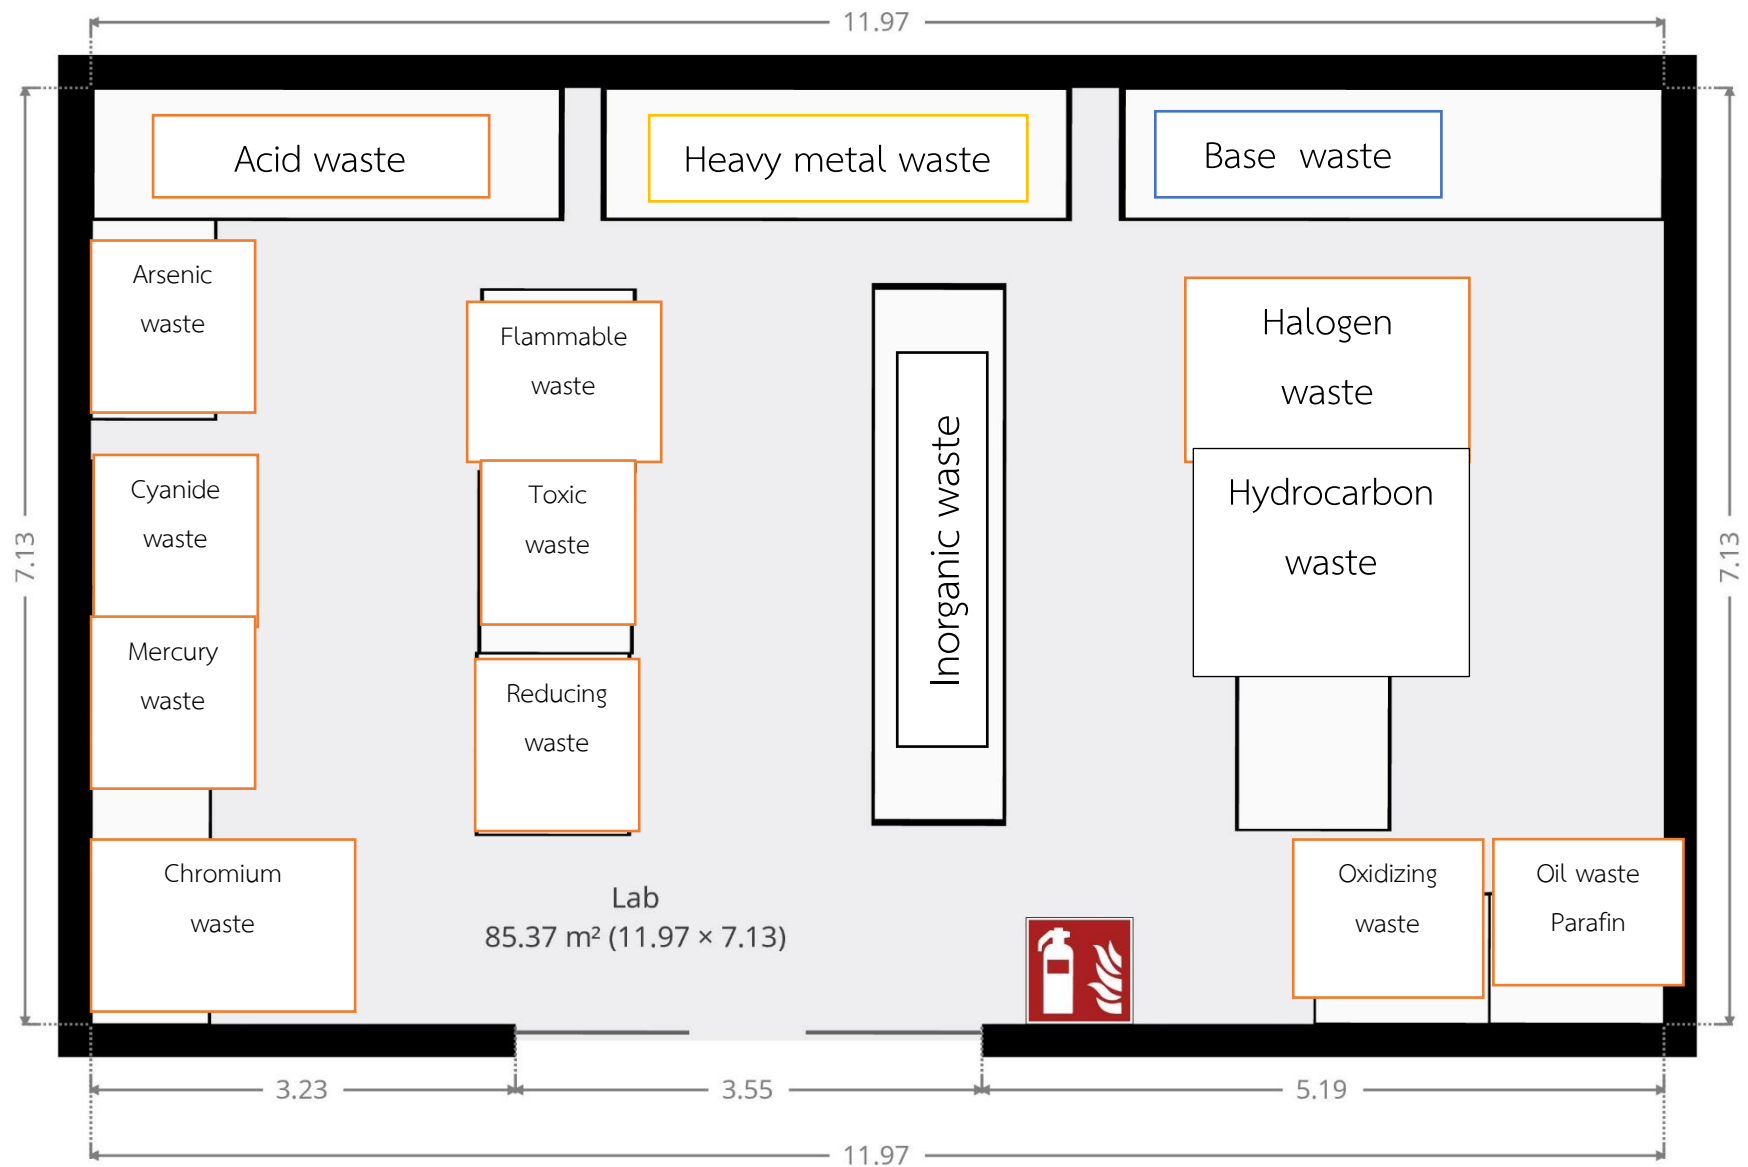 11.97
Acid waste
Heavy metal waste
Base  waste
Arsenic
waste
Flammable
waste
Halogen
waste
Cyanide
waste
Toxic
waste
Inorganic waste
Hydrocarbon
waste
7.13
7.13
Mercury
waste
Reducing
waste
Chromium
waste
Lab
85.37 m² (11.97 × 7.13)
Oxidizing
waste
Oil waste
Parafin
3.23
3.55
5.19
11.97